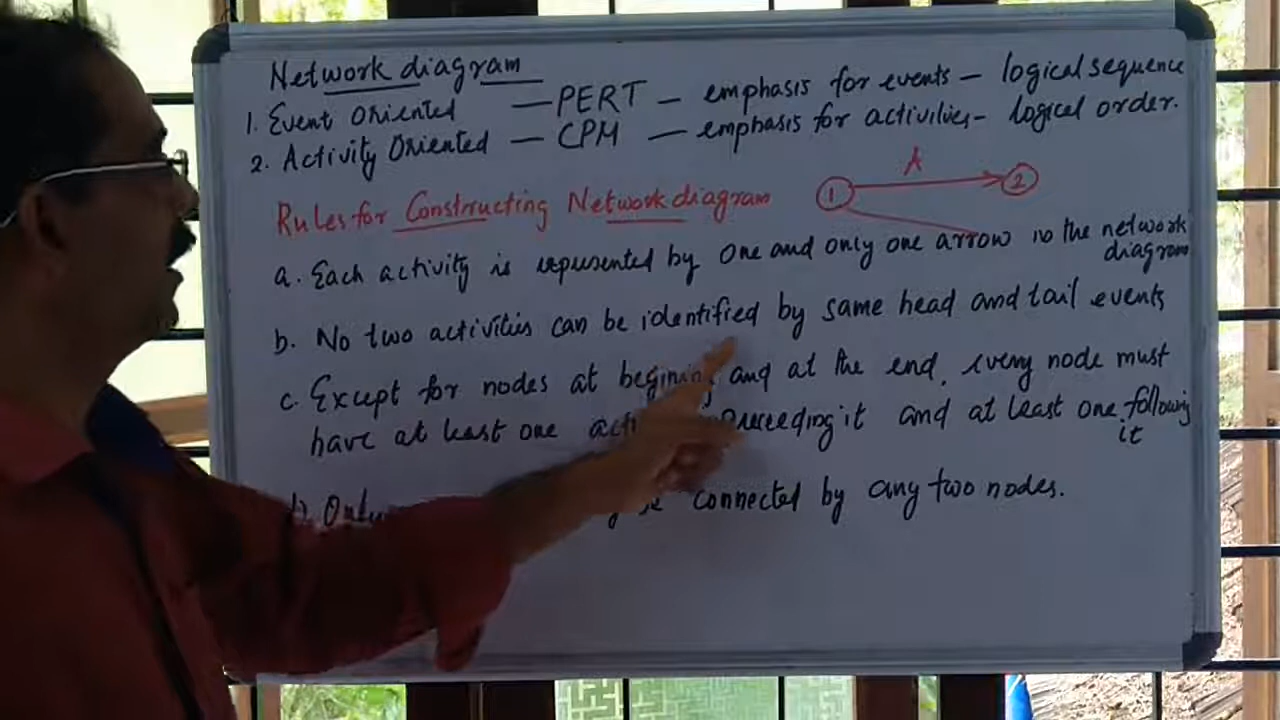 Network diagram
1. Event Oriented — PERT — emphasis for events — logical sequence
2. Activity Oriented — CPM — emphasis for activities — logical order.
Rules for Constructing Network diagram
A
1 2
a. Each activity is represented by one and only one arrow in the network
diagram
b. No two activities can be identified by same head and tail events
c. Except for nodes at begining and at the end, every node must
have at least one preceeding it and at least one following
it
d. Only connected by any two nodes.